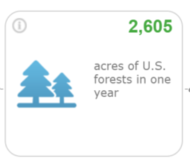 2,605
acres of U.S.
forests in one
year